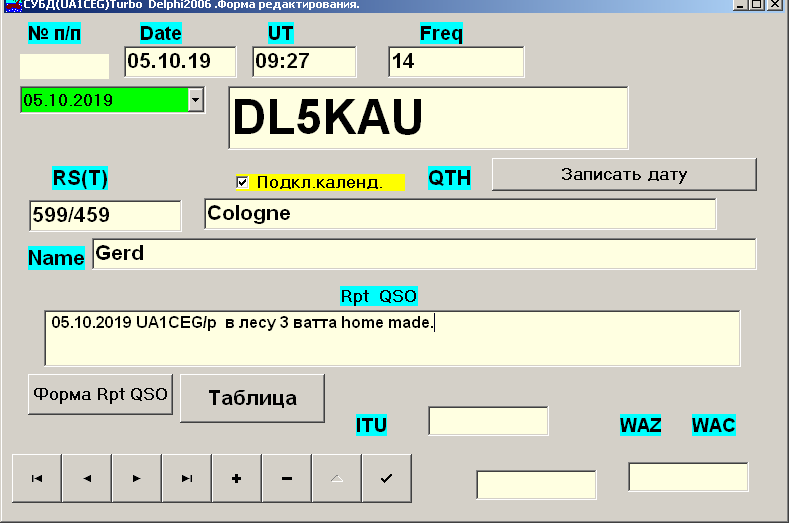 СУБД(UA1CEG)Turbo Delphi2006 .Форма редактирования.
№ п/п Date UT Freq
05.10.19 09:27 14
05.10.2019
DL5KAU
RS(T) Подкл.календ. QTH Записать дату
599/459 Cologne
Name Gerd
Rpt QSO
05.10.2019 UA1CEG/p в лесу 3 ватта home made.
Форма Rpt QSO Таблица
ITU WAZ WAC